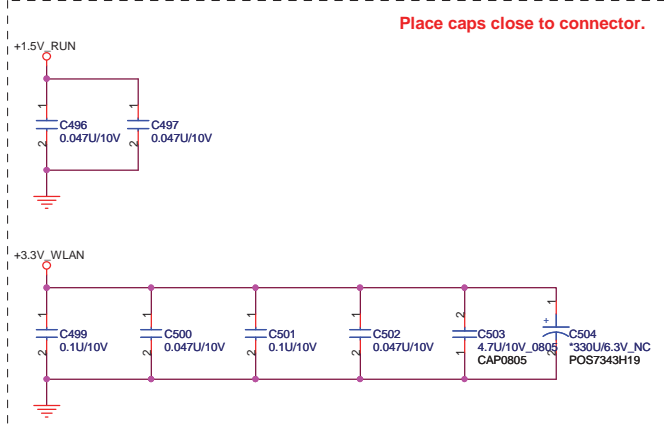 Place caps close to connector.
+1.5V_RUN
1 1
C496 C497
0.047U/10V 0.047U/10V
2 2
+3.3V_WLAN
1 1 1 1 2 1
+
C499 C500 C501 C502 C503 C504
0.1U/10V 0.047U/10V 0.1U/10V 0.047U/10V 4.7U/10V_0805 *330U/6.3V_NC
2 2 2 2 1 2
CAP0805 POS7343H19